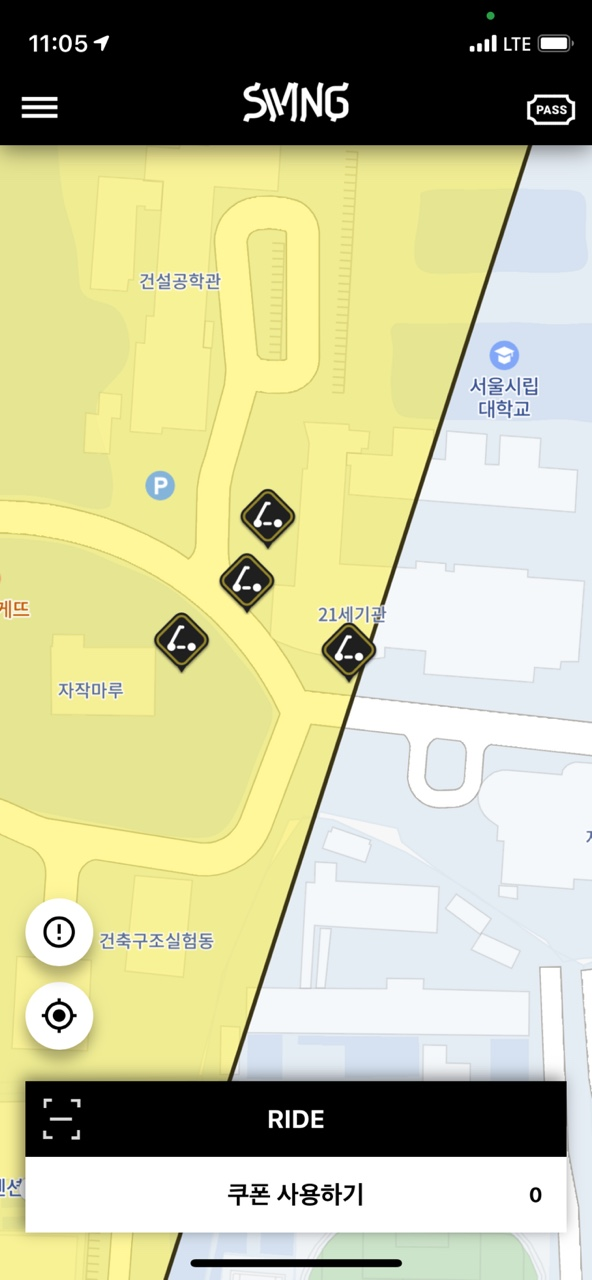 11:05
LTE
SWING
PASS
건설공학관
서울시립
대학교
P
21세기관
게뜨
자작마루
건축구조실험동
RIDE
쿠폰 사용하기 0